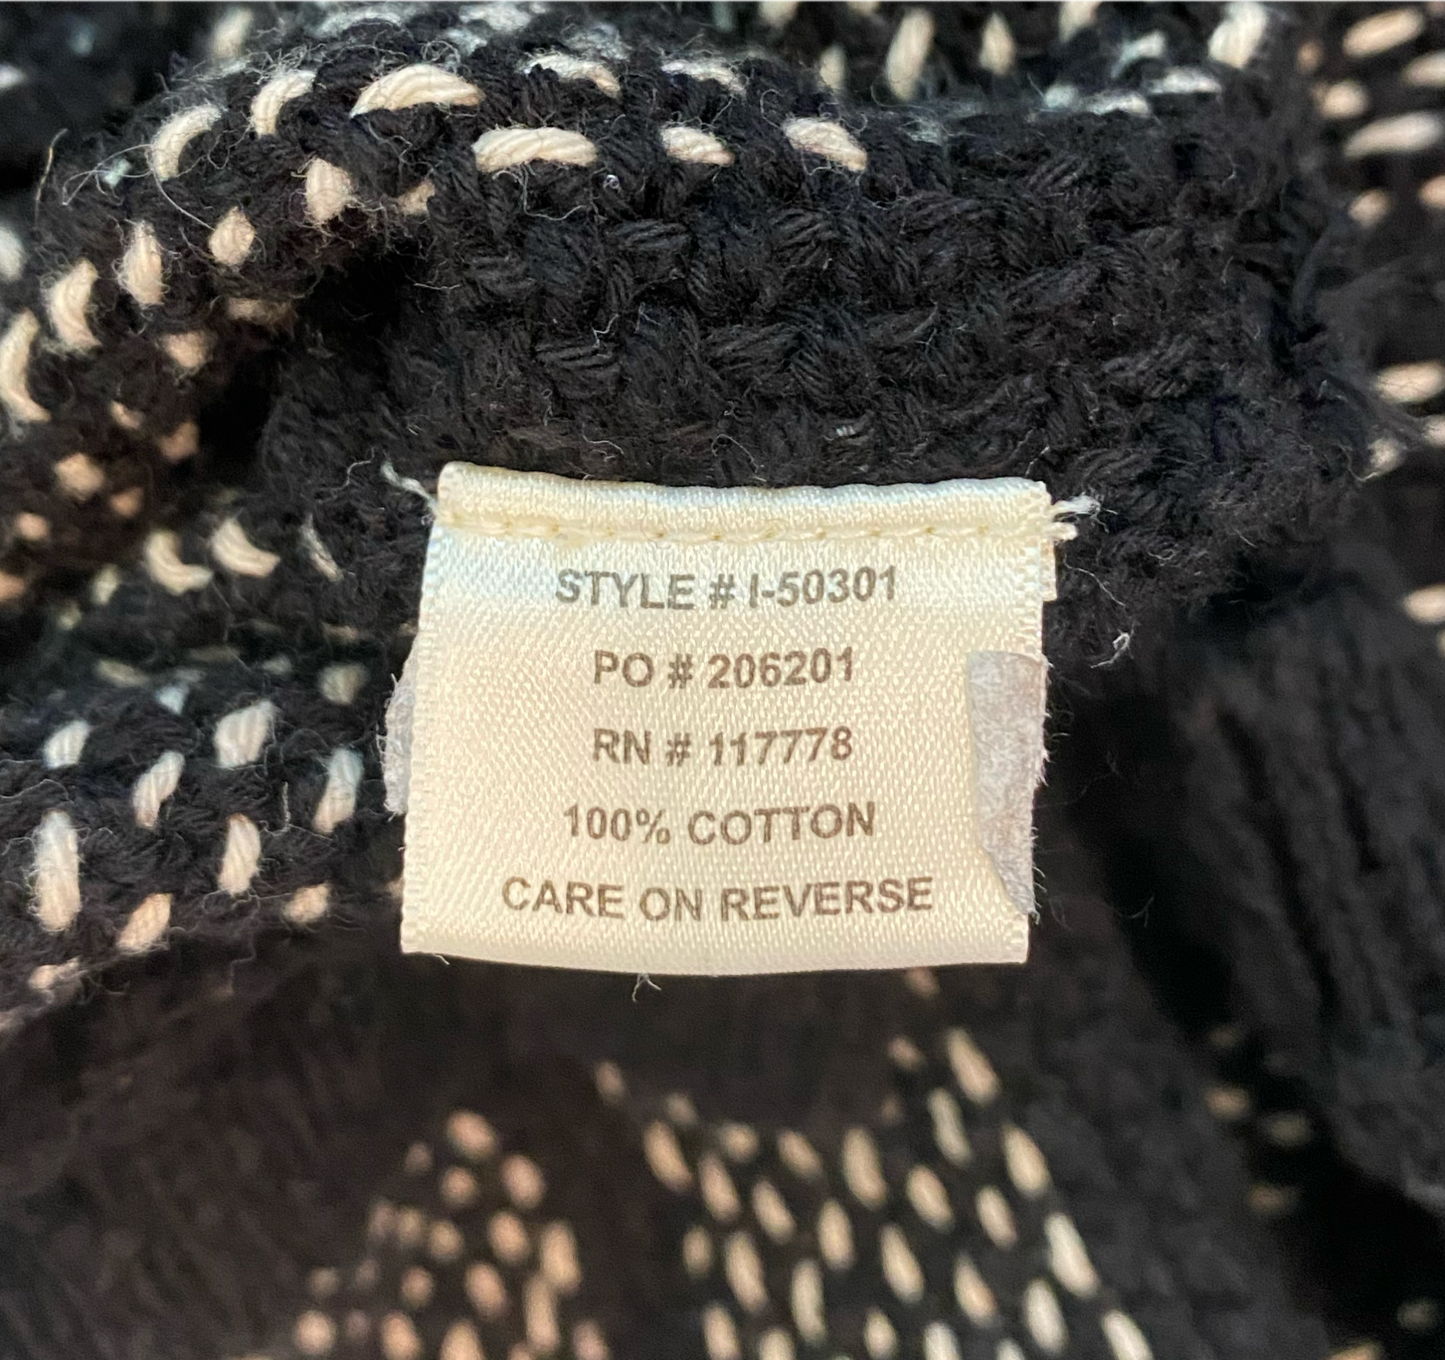 STYLE # I-50301
PO # 206201
RN # 117778
100% COTTON
CARE ON REVERSE